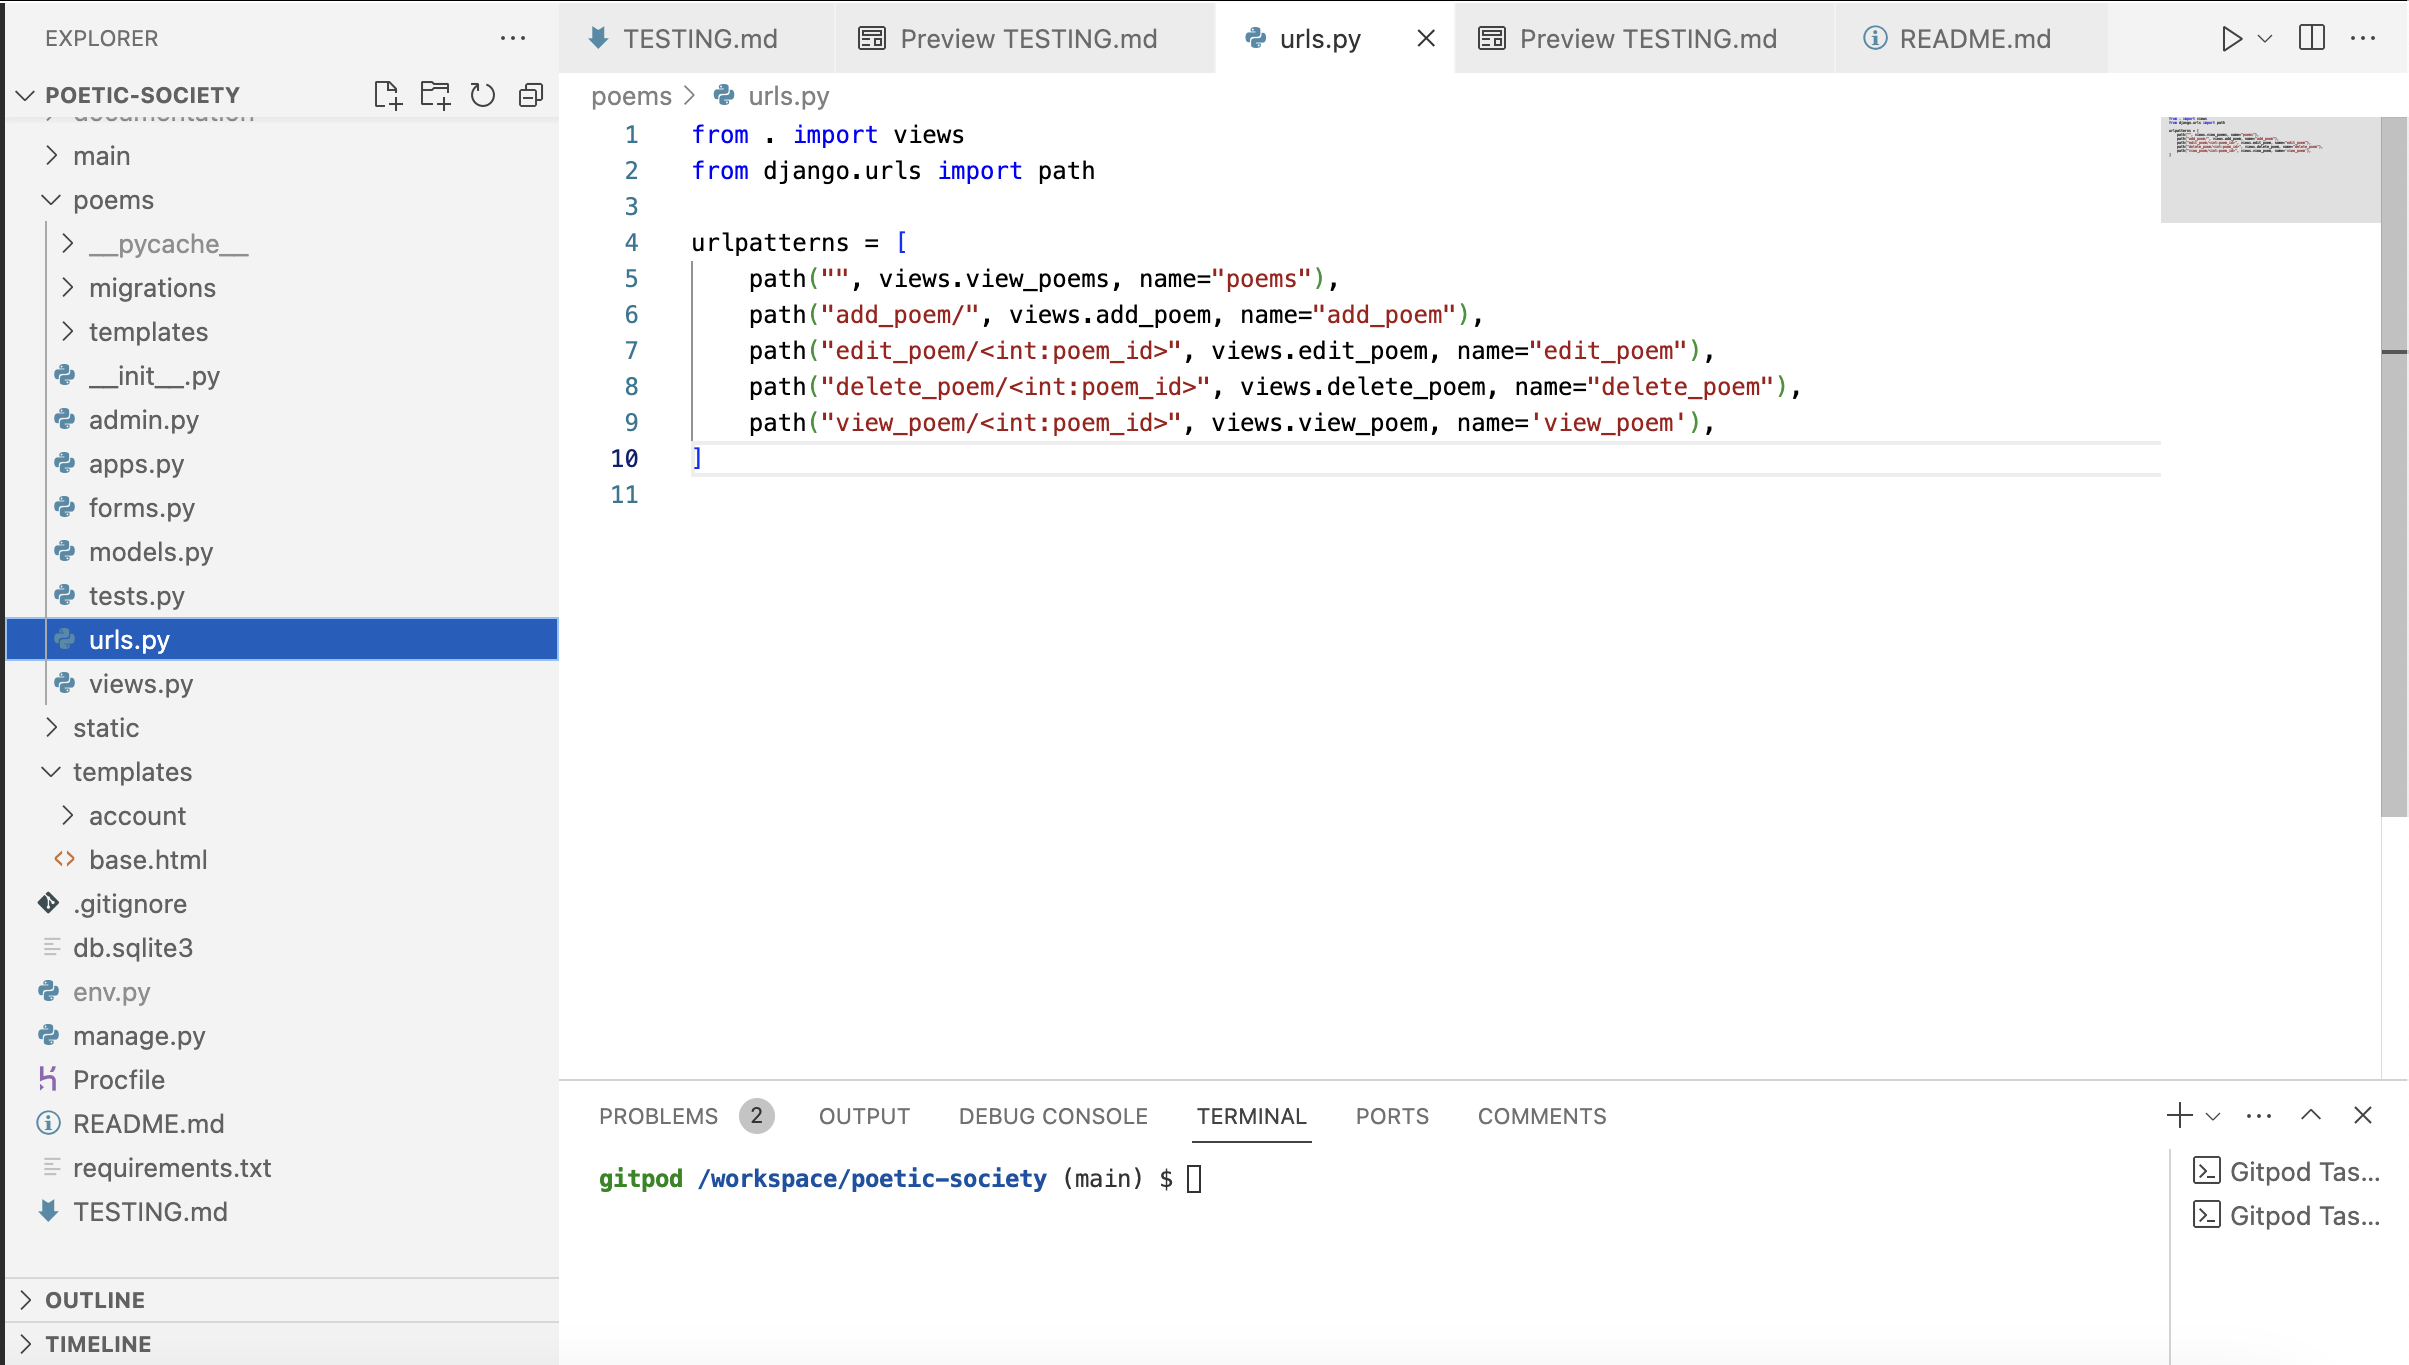 EXPLORER
POETIC-SOCIETY
documentation
main
poems
__pycache__
migrations
templates
__init__.py
admin.py
apps.py
forms.py
models.py
tests.py
urls.py
views.py
static
templates
account
base.html
.gitignore
db.sqlite3
env.py
manage.py
Procfile
README.md
requirements.txt
TESTING.md
OUTLINE
TIMELINE
TESTING.md
Preview TESTING.md
urls.py
Preview TESTING.md
README.md
poems > urls.py
1 from . import views
2 from django.urls import path
3
4 urlpatterns = [
5     path("", views.view_poems, name="poems"),
6     path("add_poem/", views.add_poem, name="add_poem"),
7     path("edit_poem/<int:poem_id>", views.edit_poem, name="edit_poem"),
8     path("delete_poem/<int:poem_id>", views.delete_poem, name="delete_poem"),
9     path("view_poem/<int:poem_id>", views.view_poem, name='view_poem'),
10 ]
11
PROBLEMS 2 OUTPUT DEBUG CONSOLE TERMINAL PORTS COMMENTS
gitpod /workspace/poetic-society (main) $
Gitpod Tas...
Gitpod Tas...